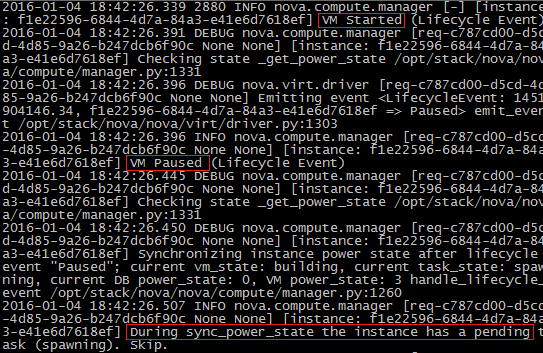 2016-01-04 18:42:26.339 2880 INFO nova.compute.manager [-] [instance
: f1e22596-6844-4d7a-84a3-e41e6d7618ef] VM Started (Lifecycle Event)
2016-01-04 18:42:26.391 DEBUG nova.compute.manager [req-c787cd00-d5cd
-4d85-9a26-b247dcb6f90c None None] [instance: f1e22596-6844-4d7a-84
a3-e41e6d7618ef] Checking state _get_power_state /opt/stack/nova/nov
a/compute/manager.py:1331
2016-01-04 18:42:26.396 DEBUG nova.virt.driver [req-c787cd00-d5cd-4d
85-9a26-b247dcb6f90c None None] Emitting event <LifecycleEvent: 1451
904146.34, f1e22596-6844-4d7a-84a3-e41e6d7618ef => Paused> emit_even
t /opt/stack/nova/nova/virt/driver.py:1303
2016-01-04 18:42:26.396 INFO nova.compute.manager [req-c787cd00-d5cd
-4d85-9a26-b247dcb6f90c None None] [instance: f1e22596-6844-4d7a-84a
3-e41e6d7618ef] VM Paused (Lifecycle Event)
2016-01-04 18:42:26.445 DEBUG nova.compute.manager [req-c787cd00-d5c
d-4d85-9a26-b247dcb6f90c None None] [instance: f1e22596-6844-4d7a-84
a3-e41e6d7618ef] Checking state _get_power_state /opt/stack/nova/nov
a/compute/manager.py:1331
2016-01-04 18:42:26.450 DEBUG nova.compute.manager [req-c787cd00-d5c
d-4d85-9a26-b247dcb6f90c None None] [instance: f1e22596-6844-4d7a-84
a3-e41e6d7618ef] Synchronizing instance power state after lifecycle
event "Paused"; current vm_state: building, current task_state: spaw
ning, current DB power_state: 0, VM power_state: 3 handle_lifecycle_
event /opt/stack/nova/nova/compute/manager.py:1260
2016-01-04 18:42:26.507 INFO nova.compute.manager [req-c787cd00-d5cd
-4d85-9a26-b247dcb6f90c None None] [instance: f1e22596-6844-4d7a-84a
3-e41e6d7618ef] During sync_power_state the instance has a pending t
ask (spawning). Skip.